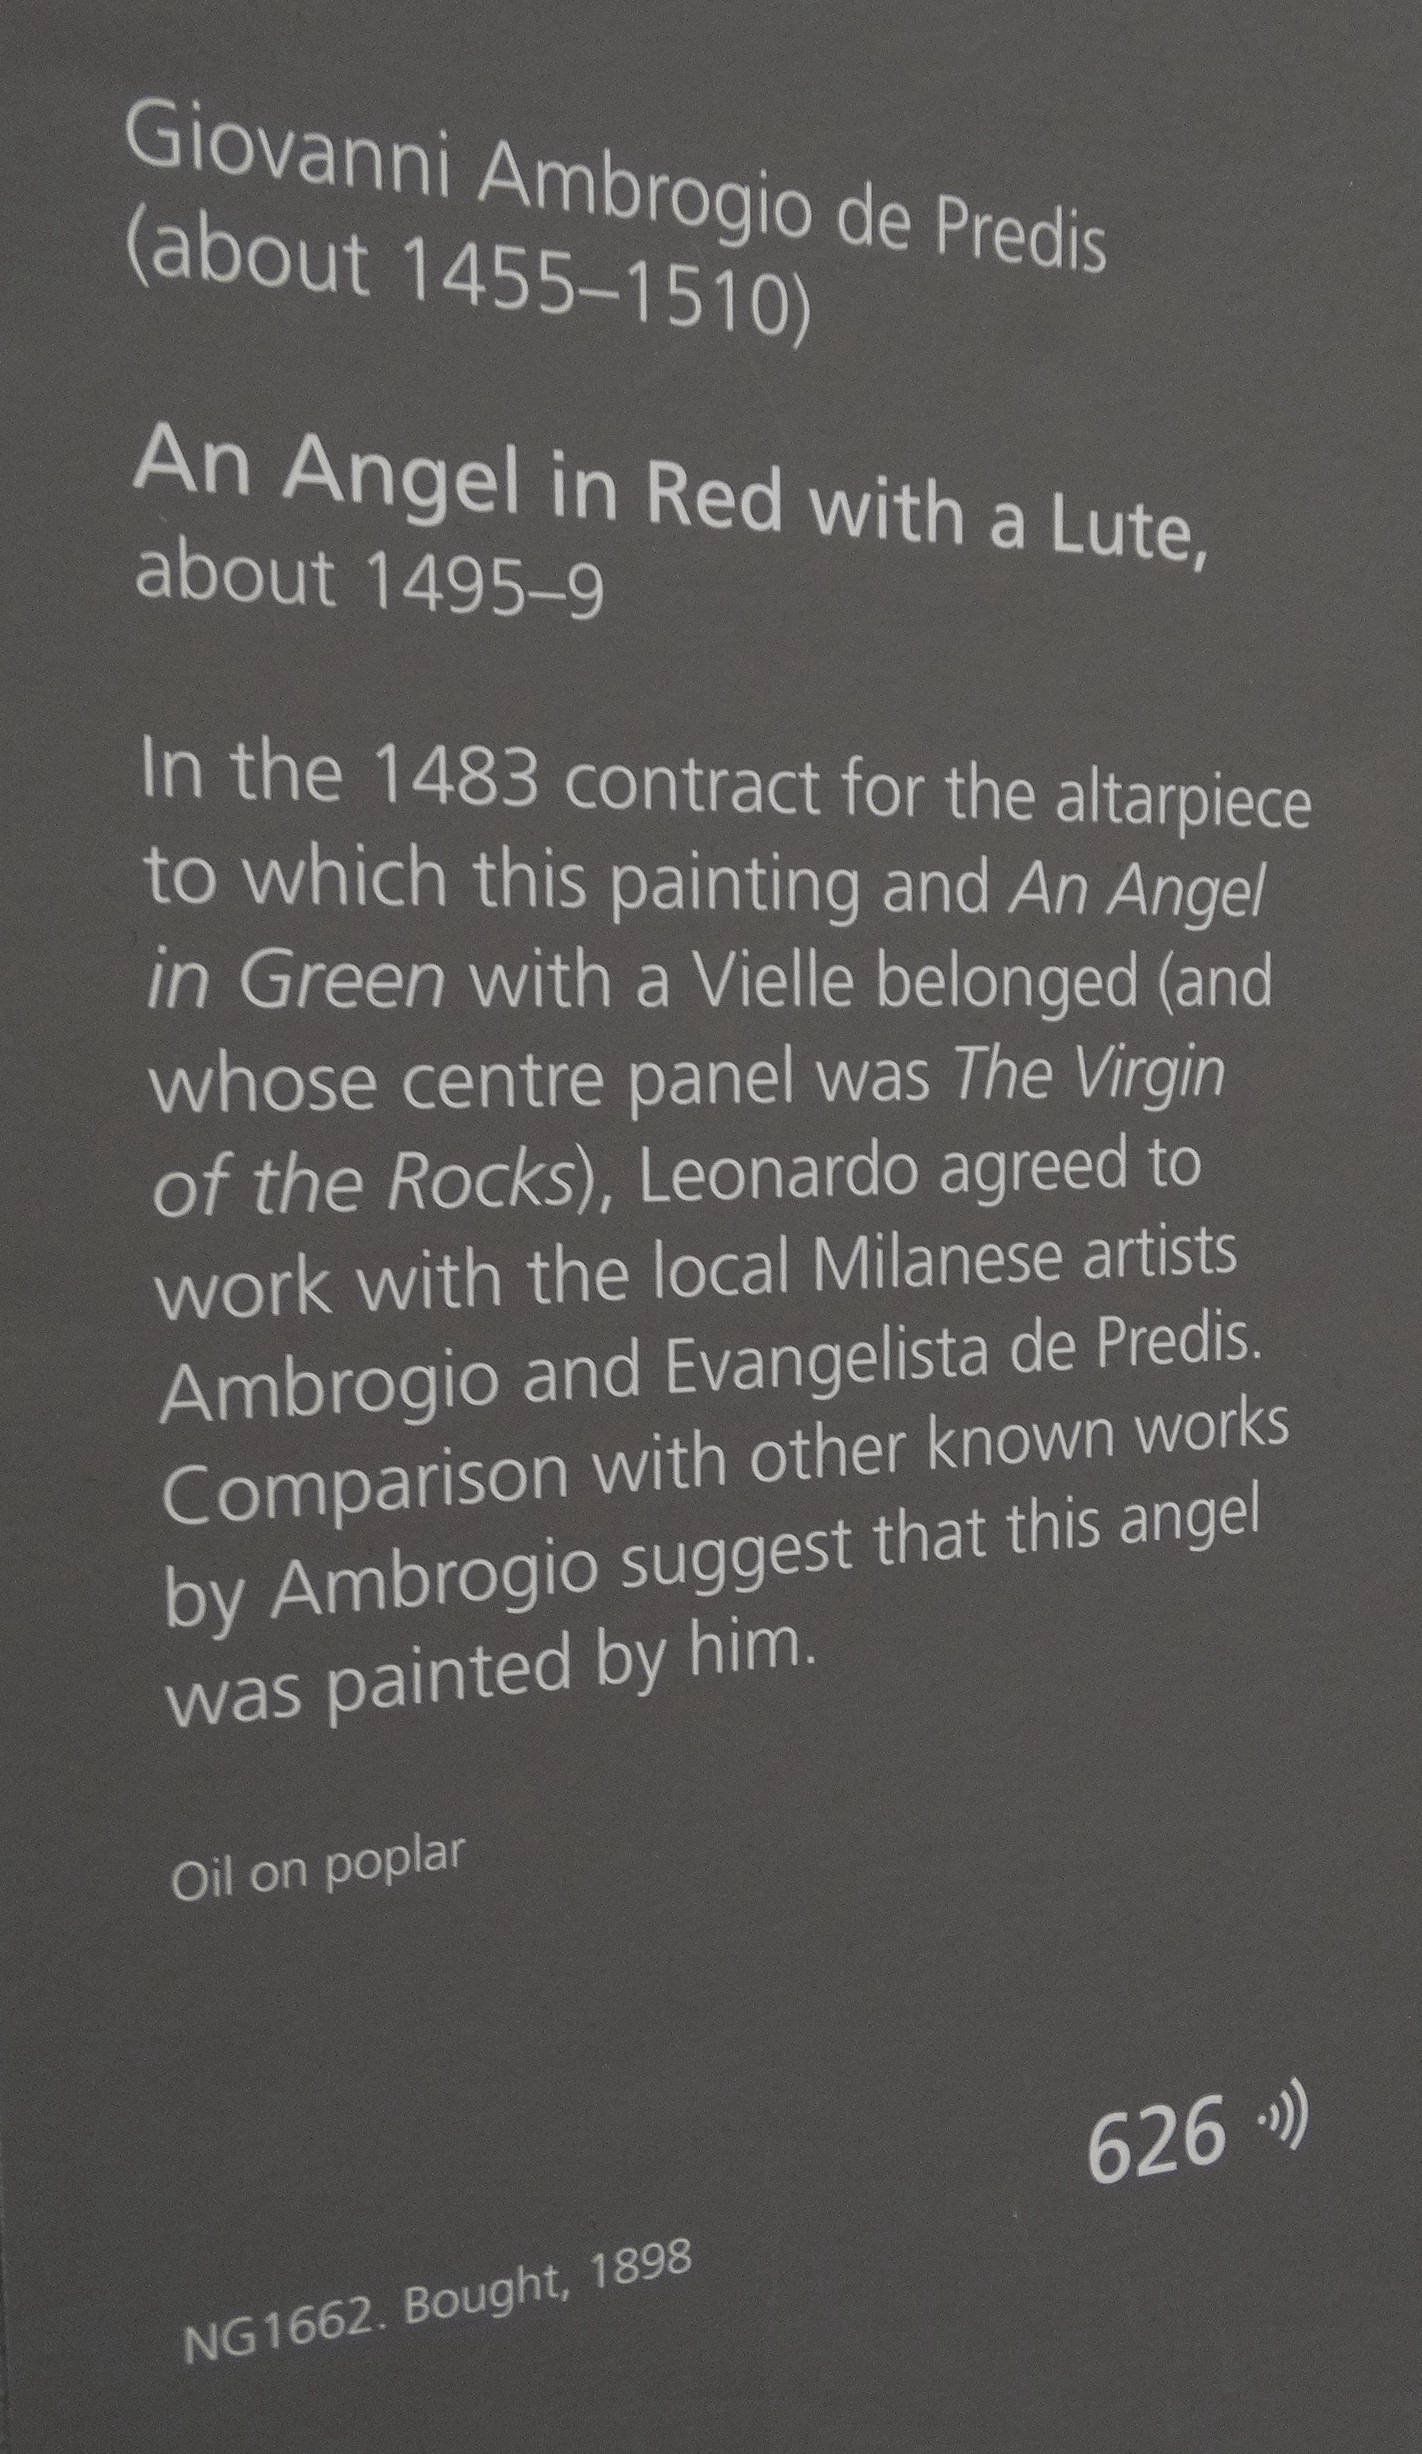 Giovanni Ambrogio de Predis
(about 1455–1510)
An Angel in Red with a Lute,
about 1495–9
In the 1483 contract for the altarpiece
to which this painting and An Angel
in Green with a Vielle belonged (and
whose centre panel was The Virgin
of the Rocks), Leonardo agreed to
work with the local Milanese artists
Ambrogio and Evangelista de Predis.
Comparison with other known works
by Ambrogio suggest that this angel
was painted by him.
Oil on poplar
626
NG1662. Bought, 1898